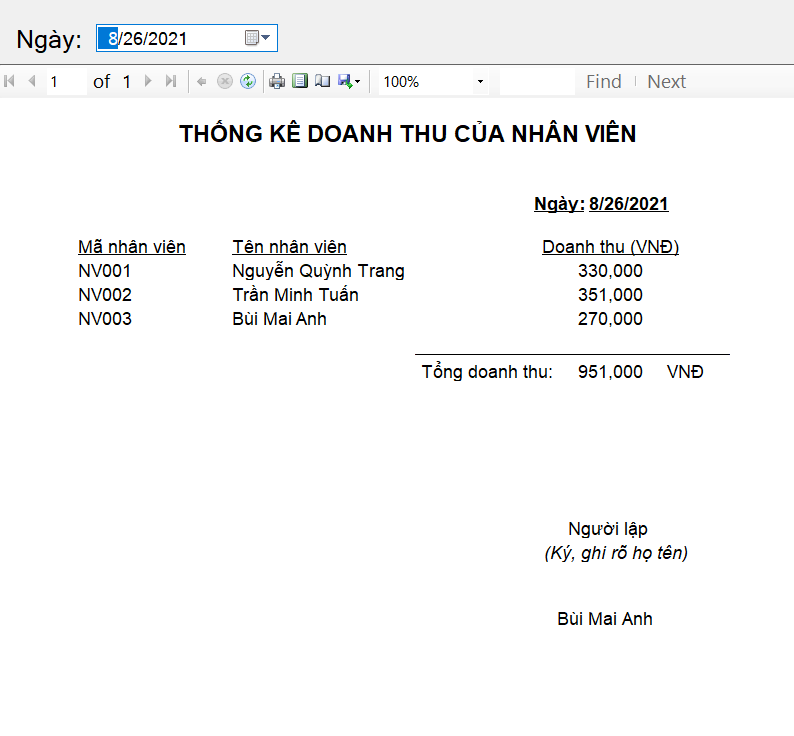 Ngày: 8/26/2021
1 of 1 100% Find Next
THỐNG KÊ DOANH THU CỦA NHÂN VIÊN
Ngày: 8/26/2021
Mã nhân viên Tên nhân viên Doanh thu (VNĐ)
NV001 Nguyễn Quỳnh Trang 330,000
NV002 Trần Minh Tuấn 351,000
NV003 Bùi Mai Anh 270,000
Tổng doanh thu: 951,000 VNĐ
Người lập
(Ký, ghi rõ họ tên)
Bùi Mai Anh